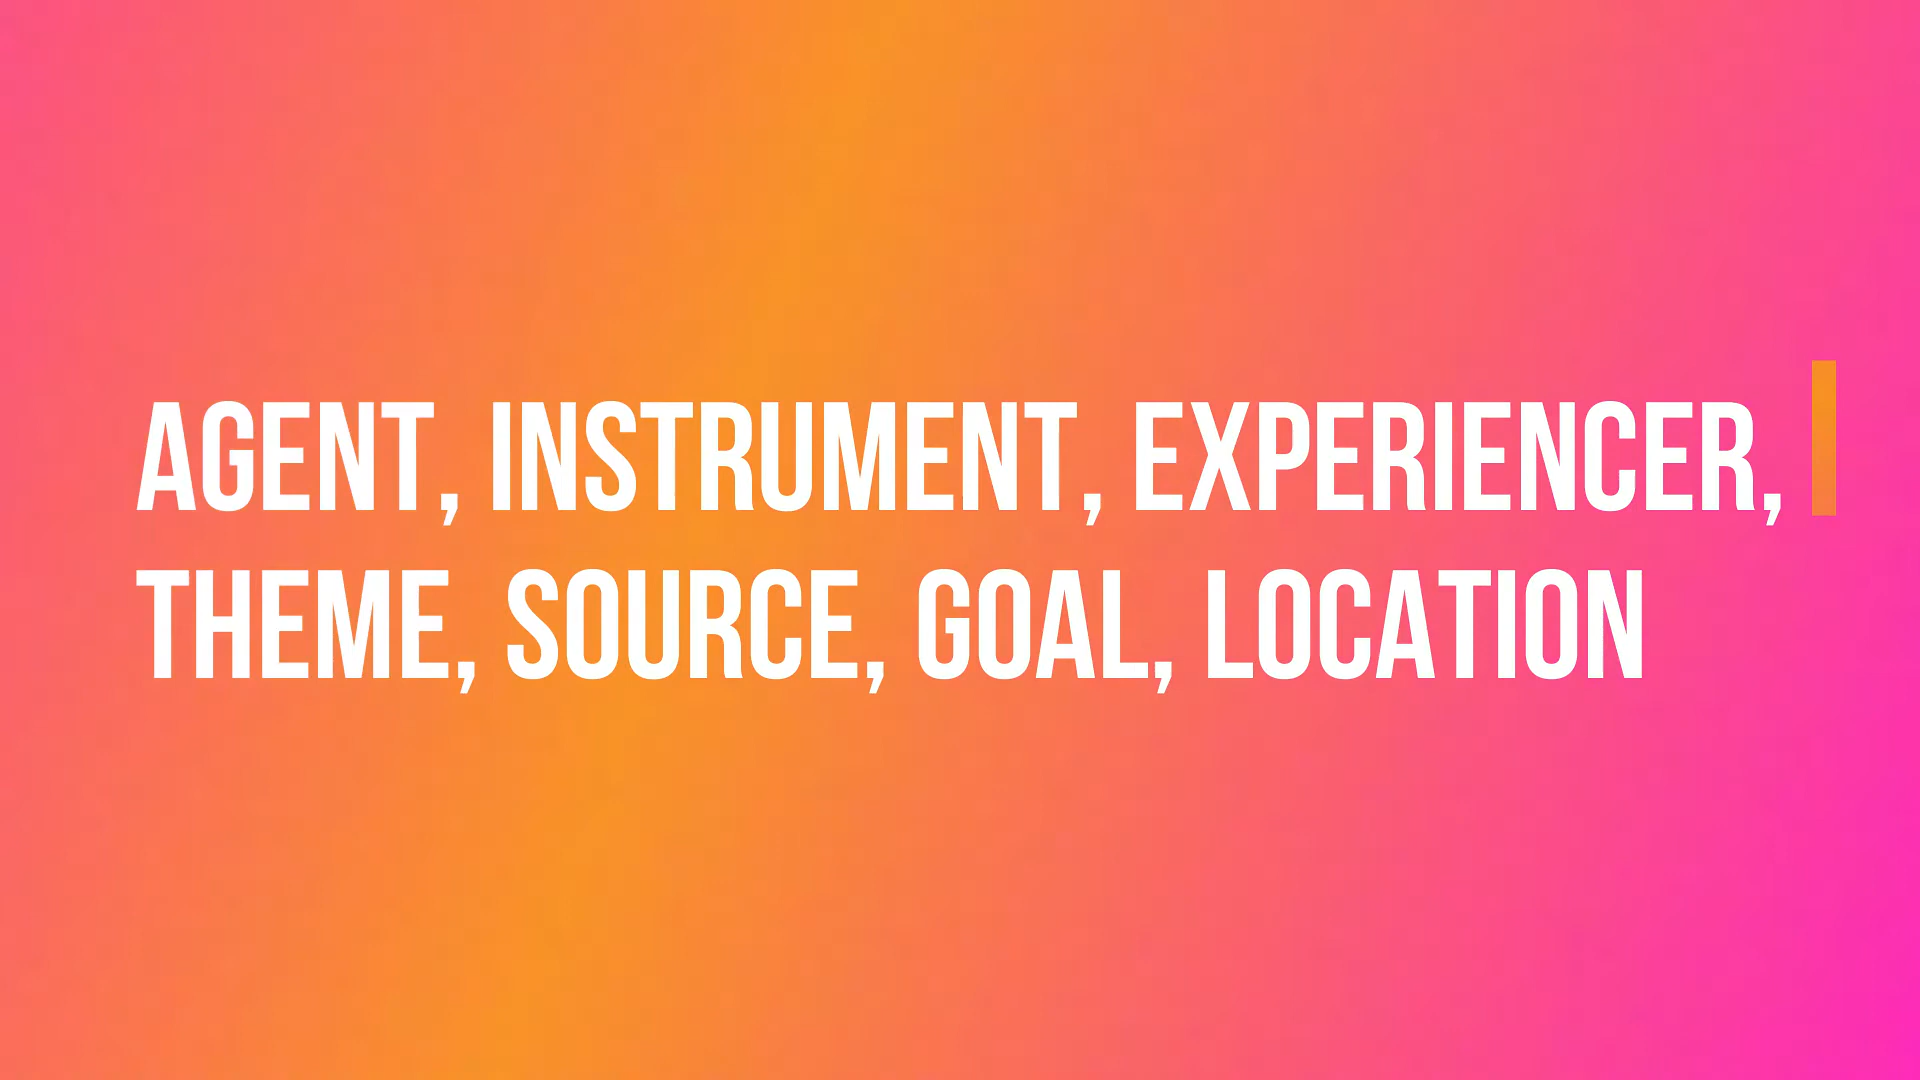 AGENT, INSTRUMENT, EXPERIENCER,
THEME, SOURCE, GOAL, LOCATION